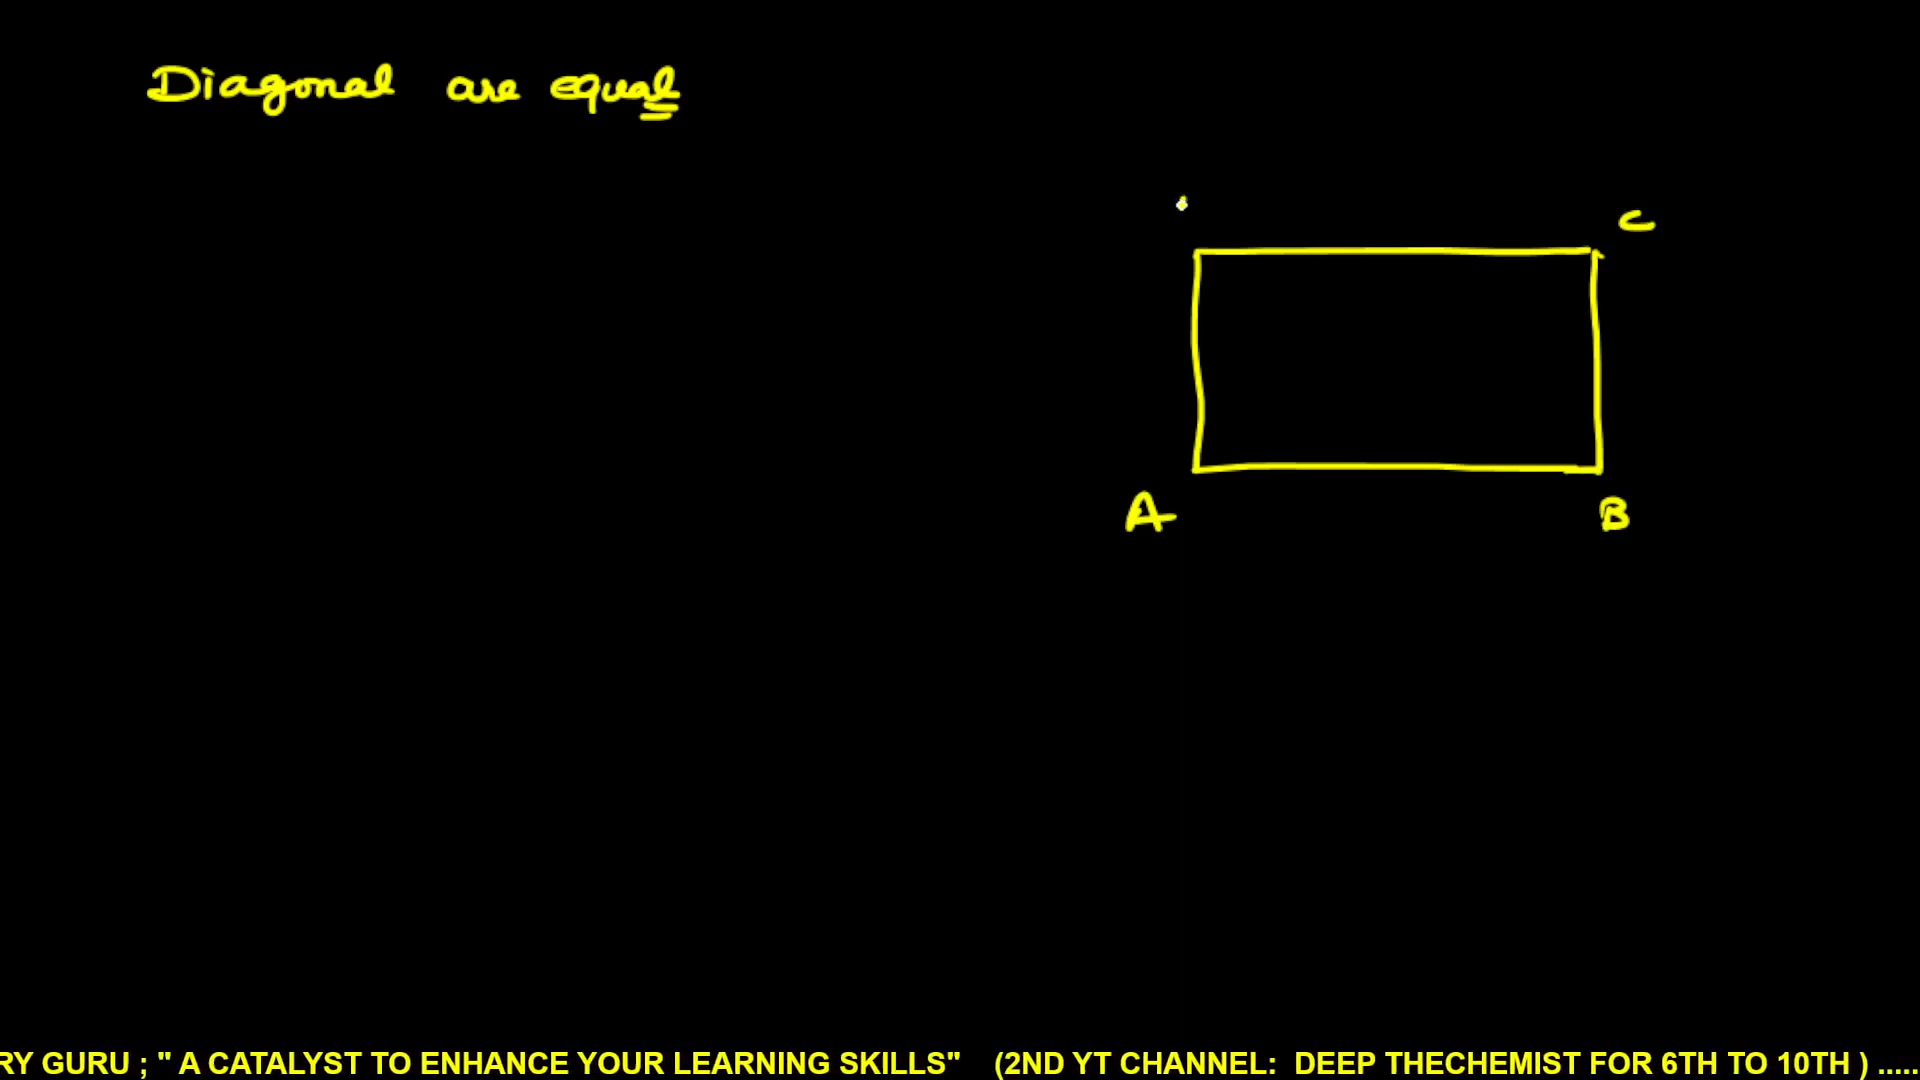 Diagonal are equal
C
A B
RY GURU ; " A CATALYST TO ENHANCE YOUR LEARNING SKILLS" (2ND YT CHANNEL: DEEP THECHEMIST FOR 6TH TO 10TH ) .....